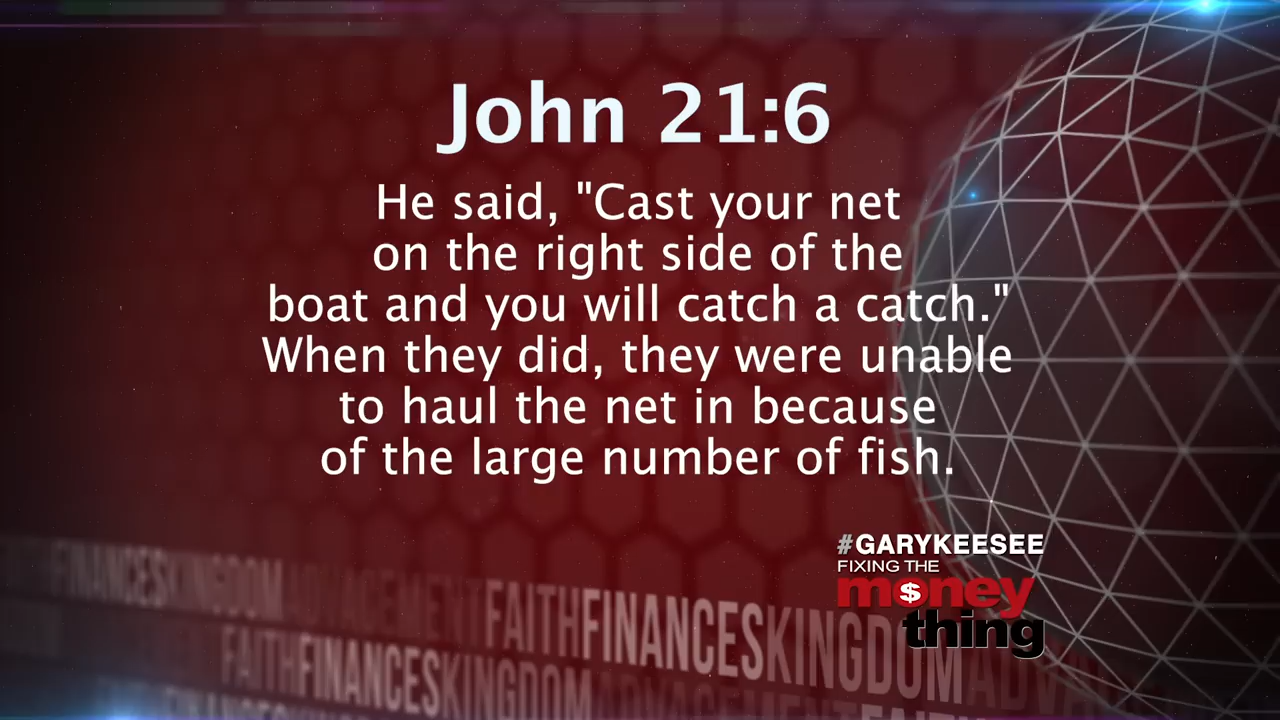 John 21:6
He said, "Cast your net
on the right side of the
boat and you will catch a catch."
When they did, they were unable
to haul the net in because
of the large number of fish.
#GARYKEESEE
FIXING THE
money
thing
FINANCESKINGDOMADVAGEMENTFAITHFINANCESKINGDOMADVA
FAITHFINANCESKINGDOMADVAGEMENT